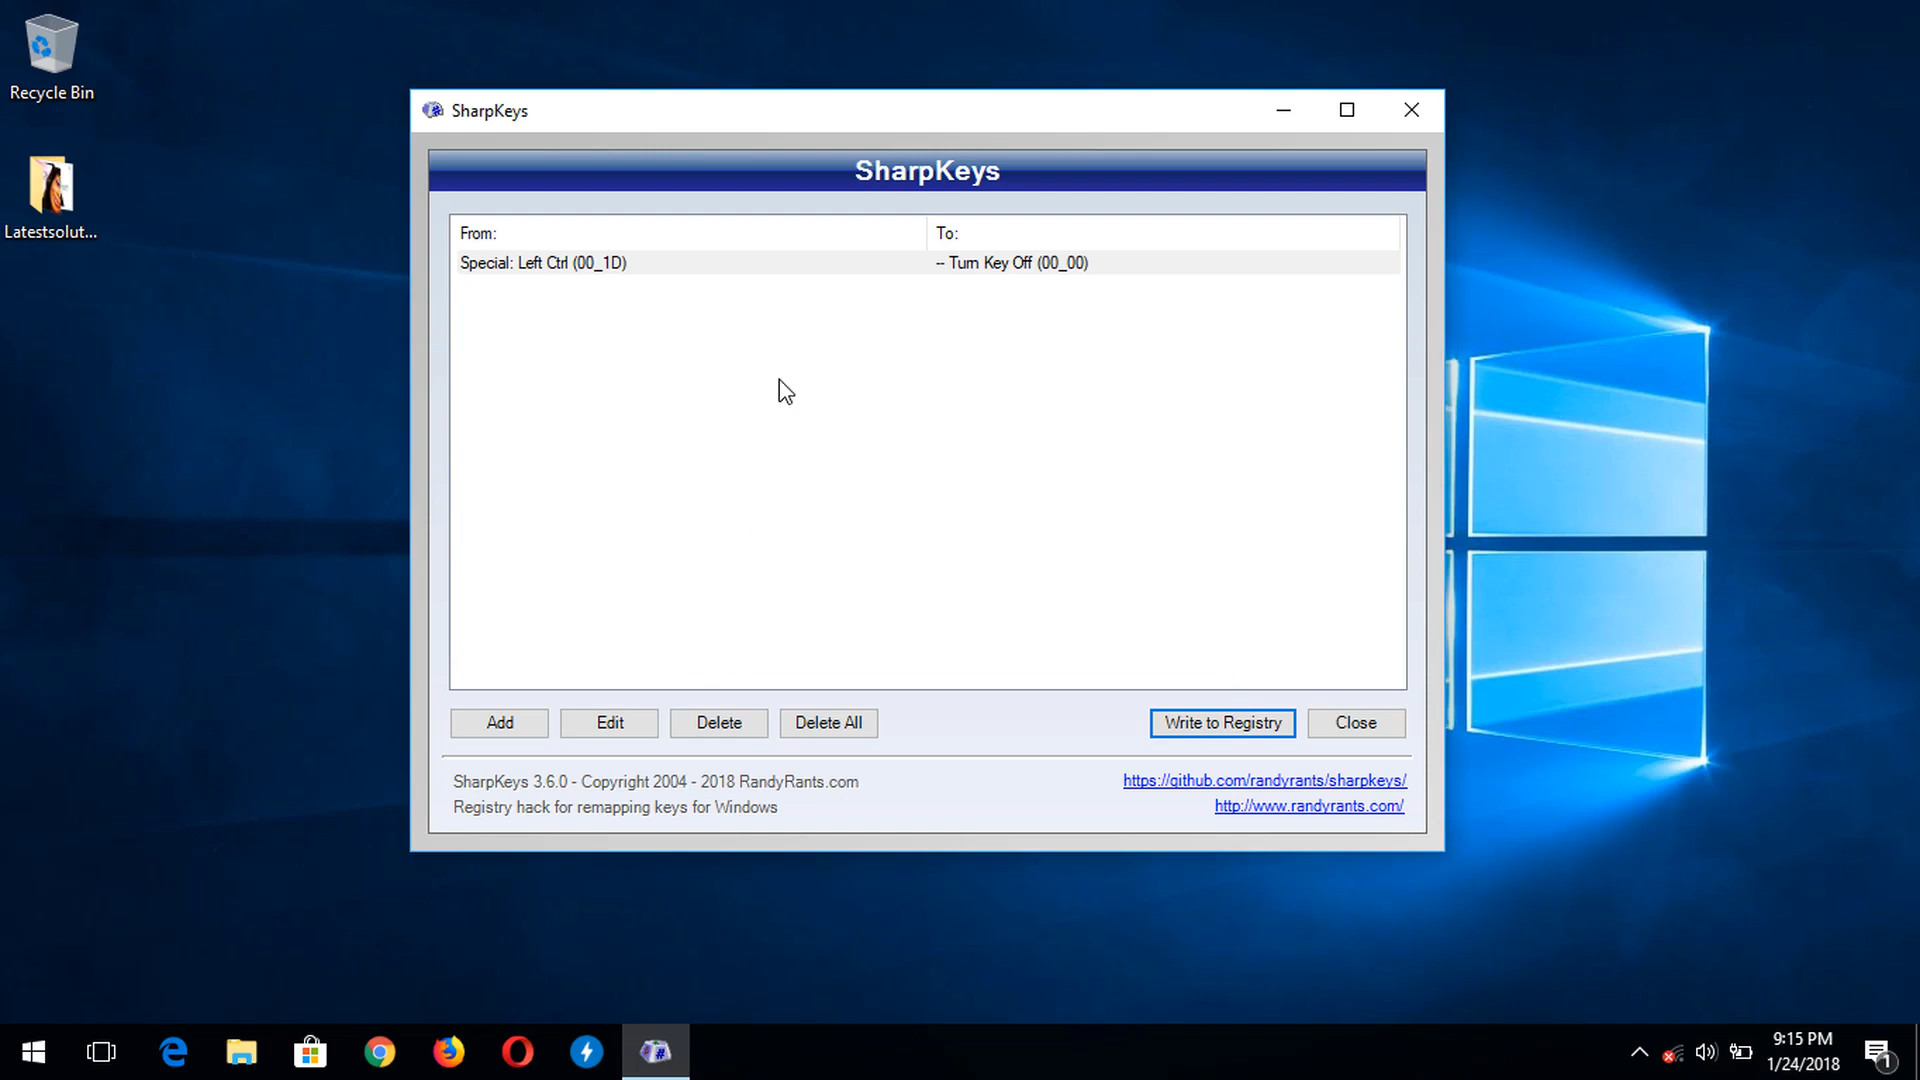 Recycle Bin
Latestsolut...
SharpKeys
SharpKeys
From:
To:
Special: Left Ctrl (00_1D)
-- Turn Key Off (00_00)
Add
Edit
Delete
Delete All
Write to Registry
Close
SharpKeys 3.6.0 - Copyright 2004 - 2018 RandyRants.com
https://github.com/randyrants/sharpkeys/
Registry hack for remapping keys for Windows
http://www.randyrants.com/
9:15 PM
1/24/2018
1